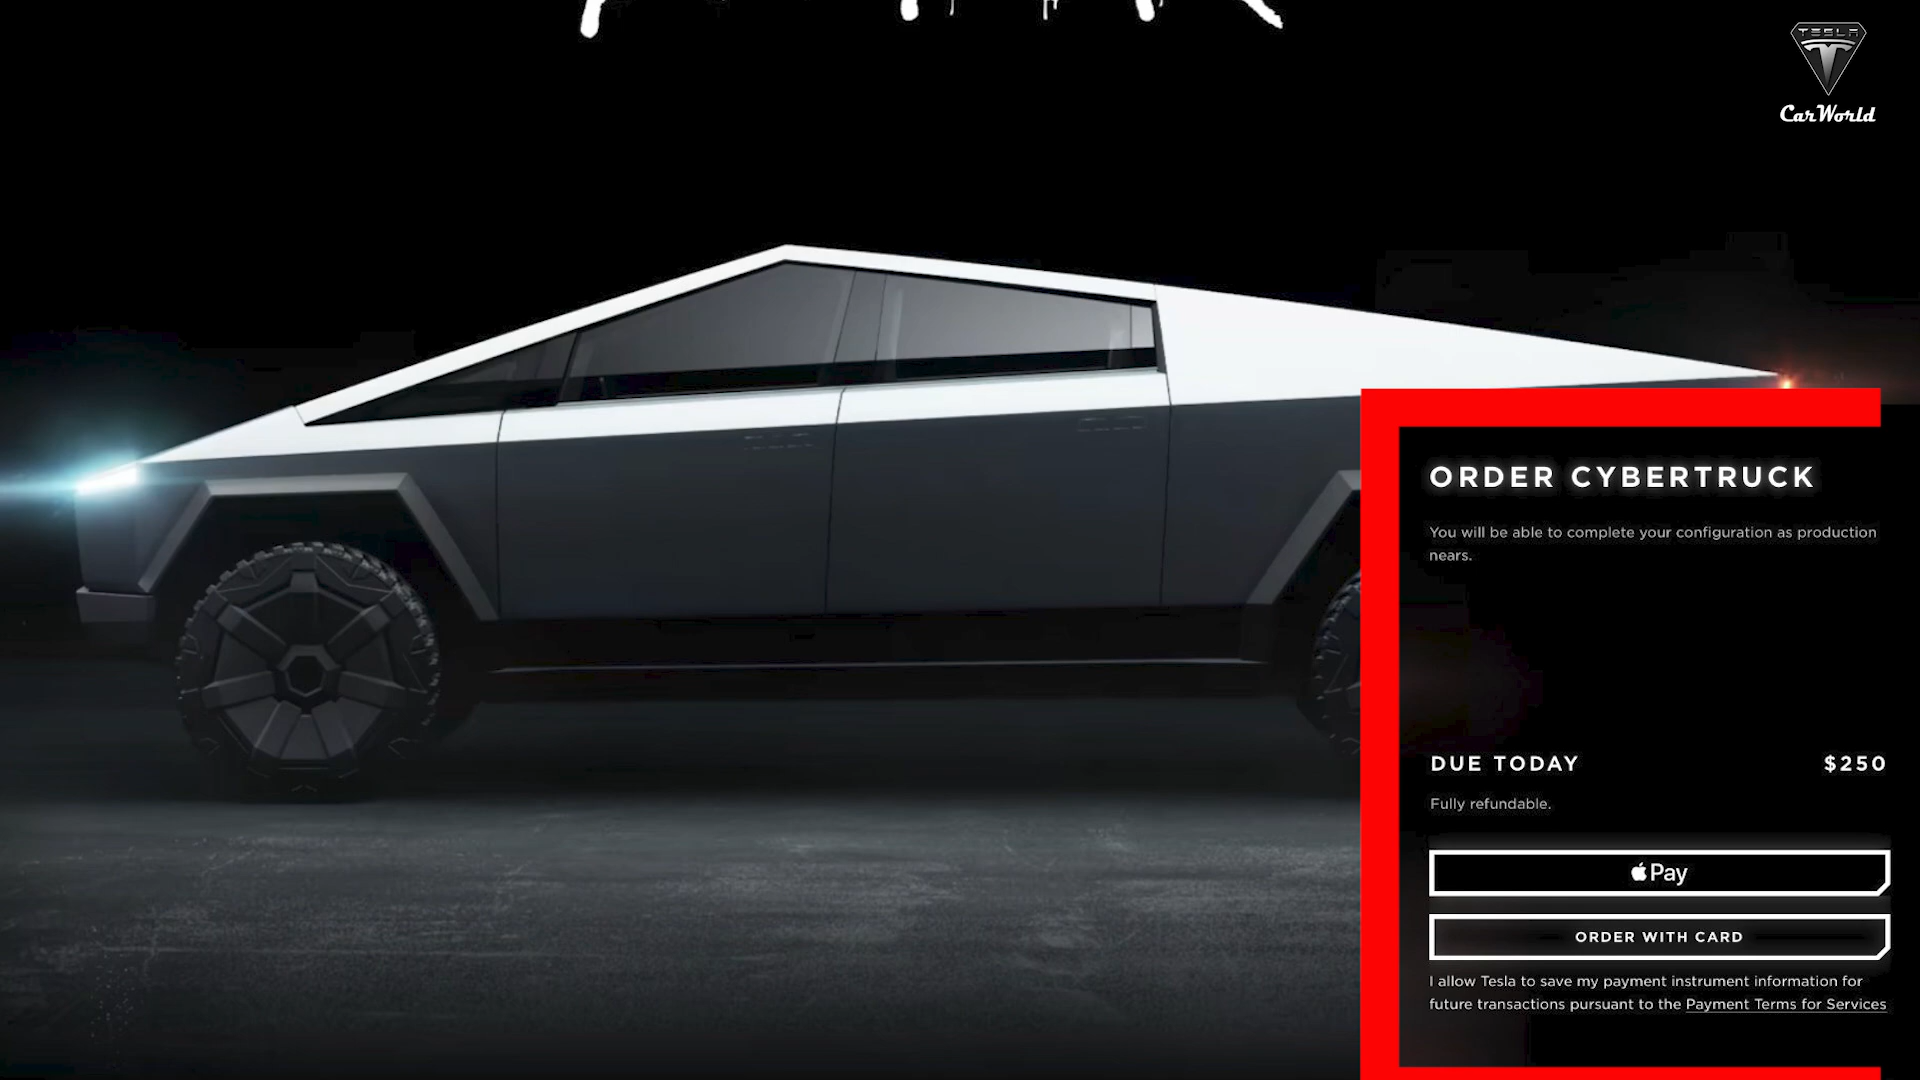 TESLA
CarWorld
ORDER CYBERTRUCK
You will be able to complete your configuration as production
nears.
DUE TODAY $250
Fully refundable.
Pay
ORDER WITH CARD
I allow Tesla to save my payment instrument information for
future transactions pursuant to the Payment Terms for Services